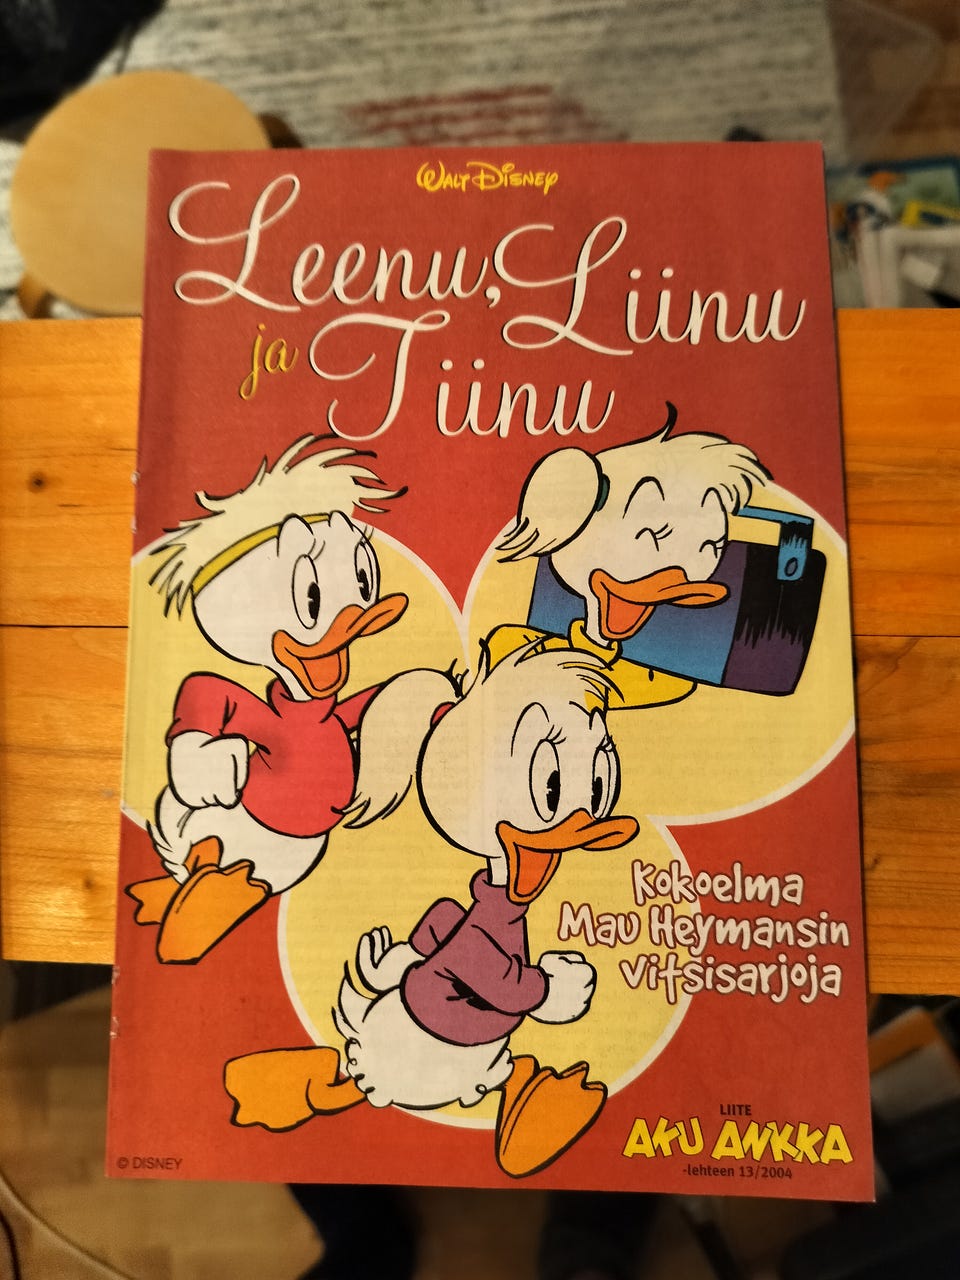 WALT DISNEY
Leenu, Liinu
ja Tiinu
Kokoelma
Mau Heymansin
vitsisarjoja
LIITE
AKU ANKKA
-lehteen 13/2004
© DISNEY